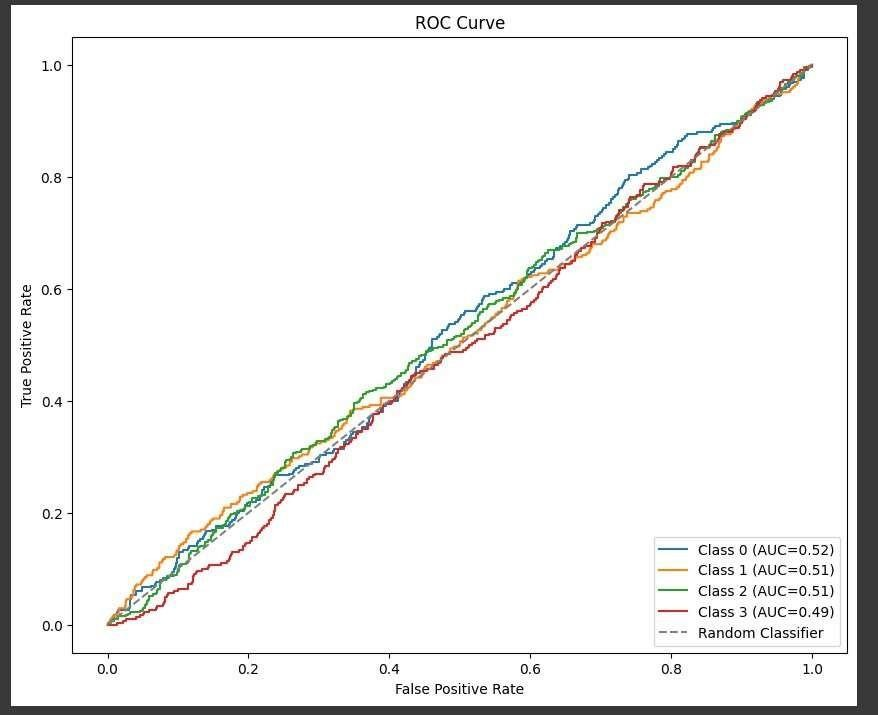 ROC Curve
1.0
0.8
0.6
0.4
0.2
0.0
True Positive Rate
Class 0 (AUC=0.52)
Class 1 (AUC=0.51)
Class 2 (AUC=0.51)
Class 3 (AUC=0.49)
Random Classifier
0.0 0.2 0.4 0.6 0.8 1.0
False Positive Rate